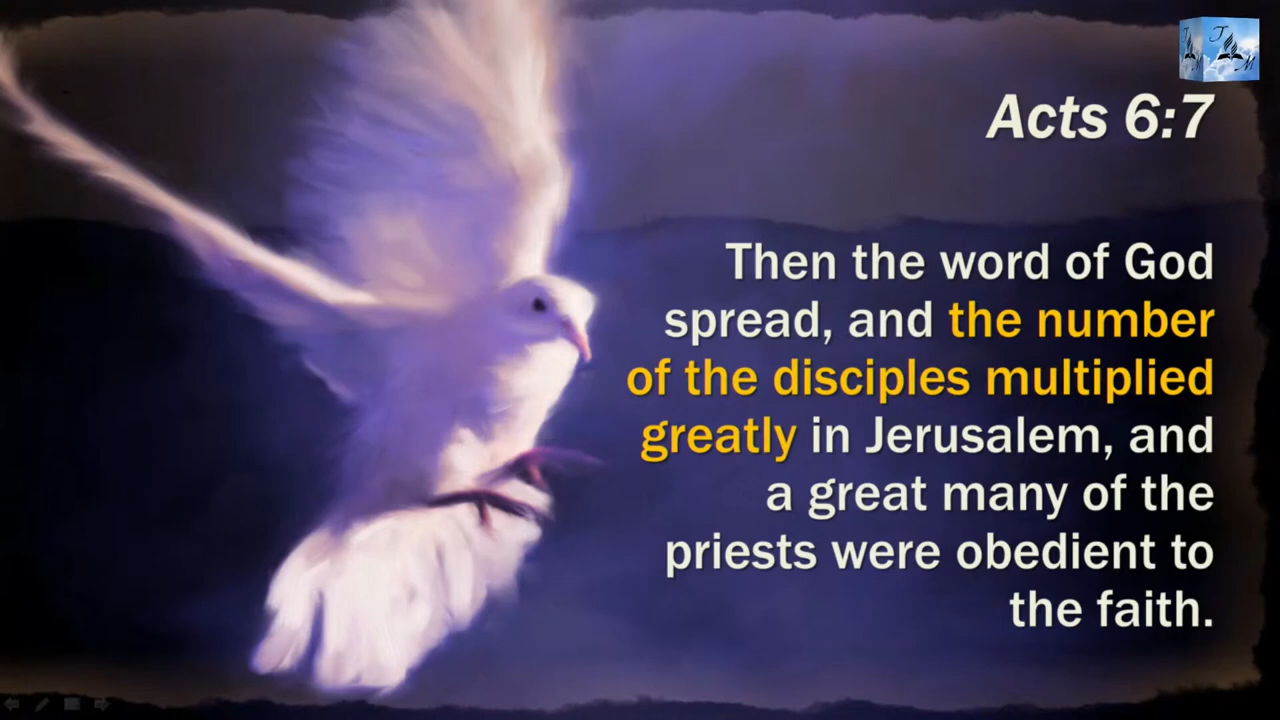 Acts 6:7
Then the word of God
spread, and the number
of the disciples multiplied
greatly in Jerusalem, and
a great many of the
priests were obedient to
the faith.